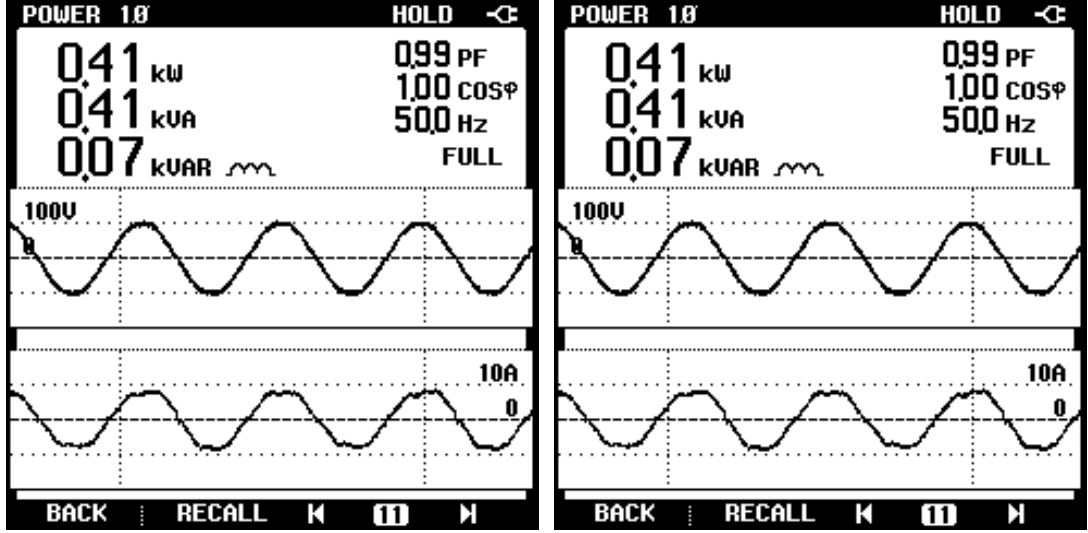 POWER 1.Ø HOLD
0.41 kW 0.99 PF
0.41 kVA 1.00 COSφ
0.07 kVAR 50.0 Hz
FULL
100V
0
10A
0
BACK RECALL 11
POWER 1.Ø HOLD
0.41 kW 0.99 PF
0.41 kVA 1.00 COSφ
0.07 kVAR 50.0 Hz
FULL
100V
0
10A
0
BACK RECALL 11